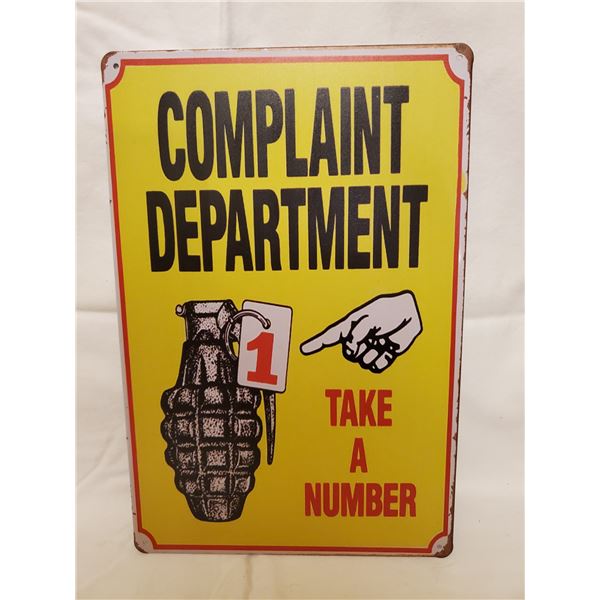 COMPLAINT
DEPARTMENT
1
TAKE
A
NUMBER